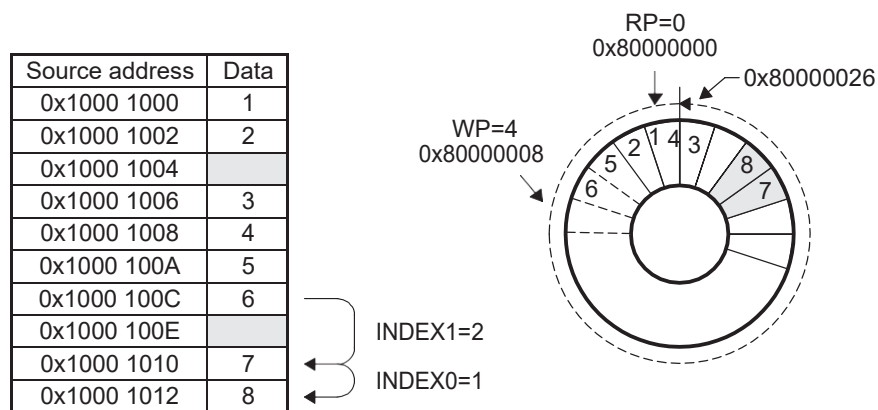 Source address Data
0x1000 1000 1
0x1000 1002 2
0x1000 1004
0x1000 1006 3
0x1000 1008 4
0x1000 100A 5
0x1000 100C 6
0x1000 100E
0x1000 1010 7
0x1000 1012 8
INDEX1=2
INDEX0=1
RP=0
0x80000000
0x80000026
WP=4
0x80000008
6 5 2 1 4 3 8 7